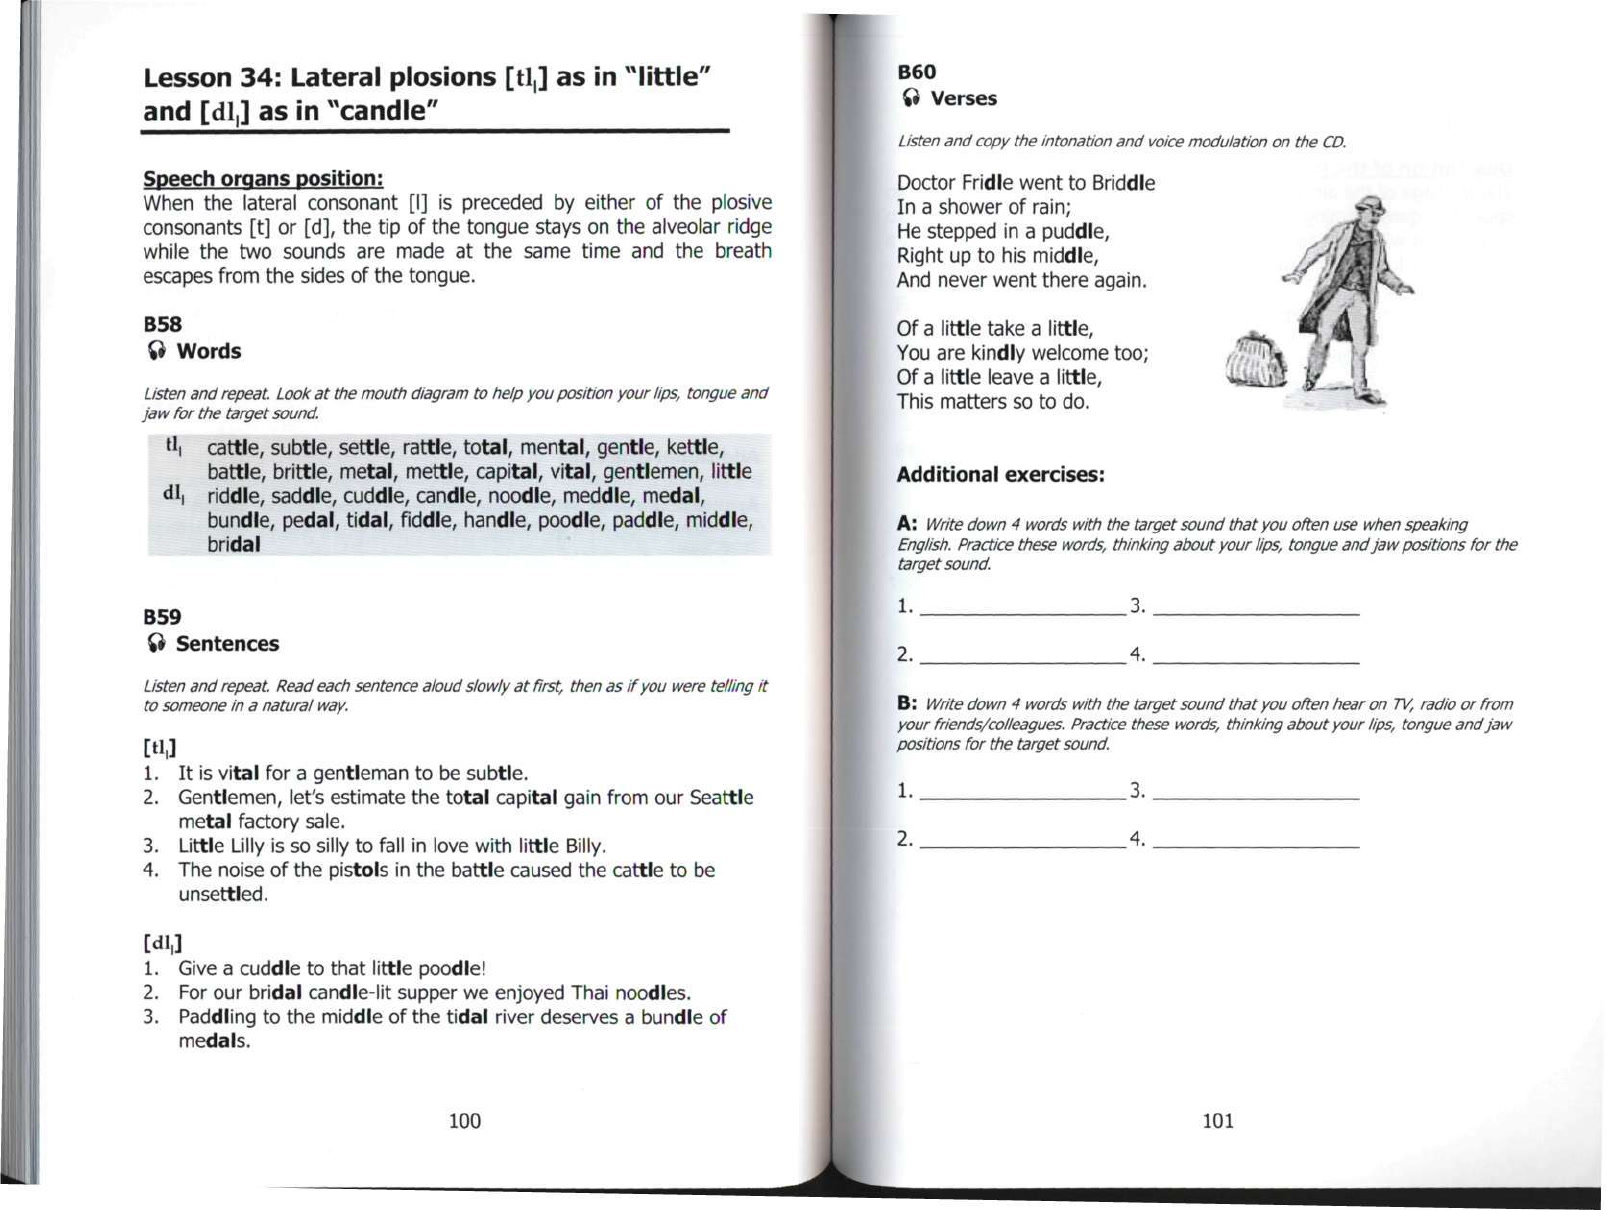 Lesson 34: Lateral plosions [tl̩] as in "little"
and [dl̩] as in "candle"
Speech organs position:
When the lateral consonant [l] is preceded by either of the plosive
consonants [t] or [d], the tip of the tongue stays on the alveolar ridge
while the two sounds are made at the same time and the breath
escapes from the sides of the tongue.
B58
Words
Listen and repeat. Look at the mouth diagram to help you position your lips, tongue and
jaw for the target sound.
tl̩ cattle, subtle, settle, rattle, total, mental, gentle, kettle,
battle, brittle, metal, mettle, capital, vital, gentlemen, little
dl̩ riddle, saddle, cuddle, candle, noodle, meddle, medal,
bundle, pedal, tidal, fiddle, handle, poodle, paddle, middle,
bridal
B59
Sentences
Listen and repeat. Read each sentence aloud slowly at first, then as if you were telling it
to someone in a natural way.
[tl̩]
1. It is vital for a gentleman to be subtle.
2. Gentlemen, let's estimate the total capital gain from our Seattle
metal factory sale.
3. Little Lilly is so silly to fall in love with little Billy.
4. The noise of the pistols in the battle caused the cattle to be
unsettled.
[dl̩]
1. Give a cuddle to that little poodle!
2. For our bridal candle-lit supper we enjoyed Thai noodles.
3. Paddling to the middle of the tidal river deserves a bundle of
medals.
100
B60
Verses
Listen and copy the intonation and voice modulation on the CD.
Doctor Fridle went to Briddle
In a shower of rain;
He stepped in a puddle,
Right up to his middle,
And never went there again.
Of a little take a little,
You are kindly welcome too;
Of a little leave a little,
This matters so to do.
Additional exercises:
A: Write down 4 words with the target sound that you often use when speaking
English. Practice these words, thinking about your lips, tongue and jaw positions for the
target sound.
1. ____________ 3. ____________
2. ____________ 4. ____________
B: Write down 4 words with the target sound that you often hear on TV, radio or from
your friends/colleagues. Practice these words, thinking about your lips, tongue and jaw
positions for the target sound.
1. ____________ 3. ____________
2. ____________ 4. ____________
101